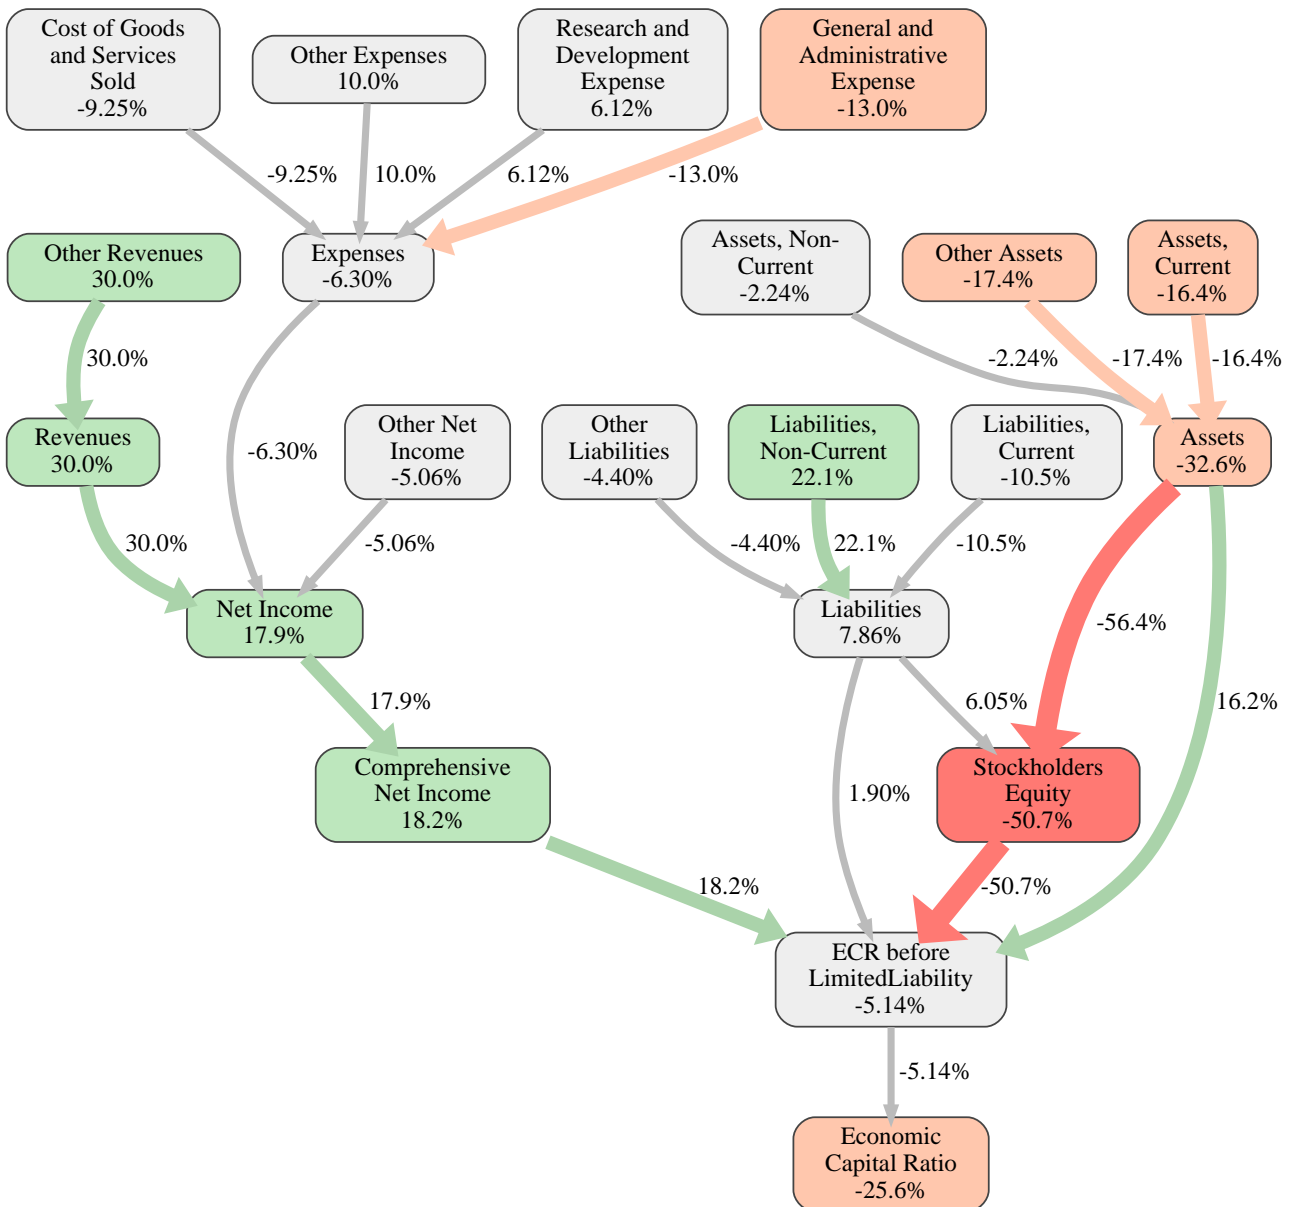 Cost of Goods
and Services
Sold
-9.25%
Other Expenses
10.0%
Research and
Development
Expense
6.12%
General and
Administrative
Expense
-13.0%
-9.25%
10.0%
6.12%
-13.0%
Other Revenues
30.0%
Expenses
-6.30%
Assets, Non-
Current
-2.24%
Other Assets
-17.4%
Assets,
Current
-16.4%
30.0%
-2.24%
-17.4%
-16.4%
Revenues
30.0%
-6.30%
Other Net
Income
-5.06%
Other
Liabilities
-4.40%
Liabilities,
Non-Current
22.1%
Liabilities,
Current
-10.5%
Assets
-32.6%
30.0%
-5.06%
-4.40%
22.1%
-10.5%
Net Income
17.9%
Liabilities
7.86%
-56.4%
17.9%
6.05%
16.2%
Comprehensive
Net Income
18.2%
1.90%
Stockholders
Equity
-50.7%
18.2%
-50.7%
ECR before
LimitedLiability
-5.14%
-5.14%
Economic
Capital Ratio
-25.6%